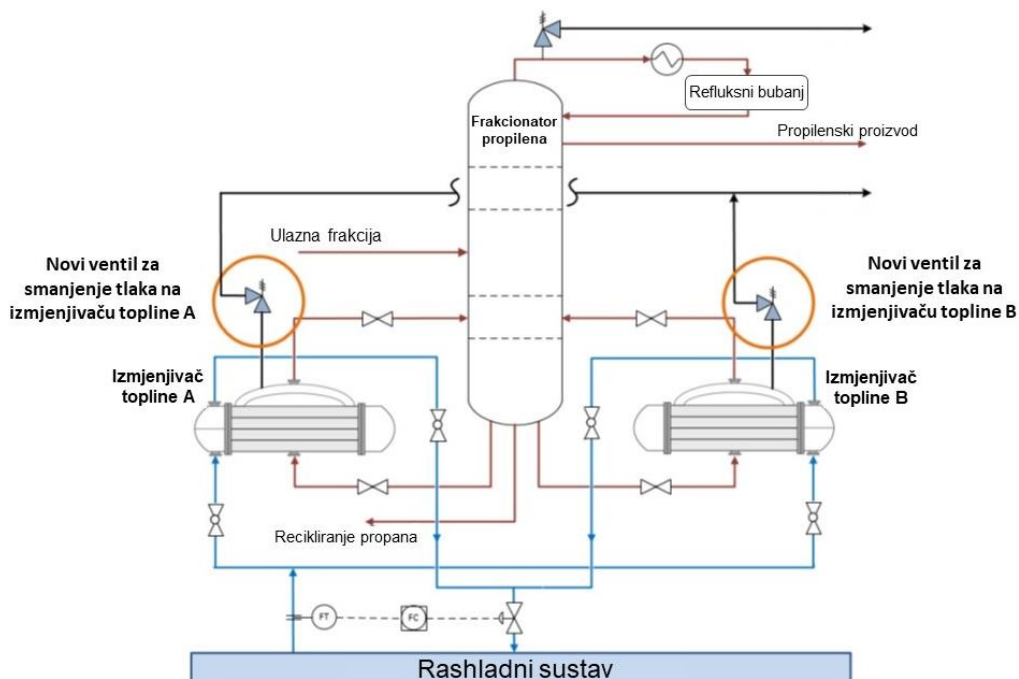 Refluksni bubanj
Frakcionator
propilena
Propilenski proizvod
Ulazna frakcija
Novi ventil za
smanjenje tlaka na
izmjenjivaču topline A
Novi ventil za
smanjenje tlaka na
izmjenjivaču topline B
Izmjenjivač
topline A
Izmjenjivač
topline B
Recikliranje propana
FT
FC
Rashladni sustav